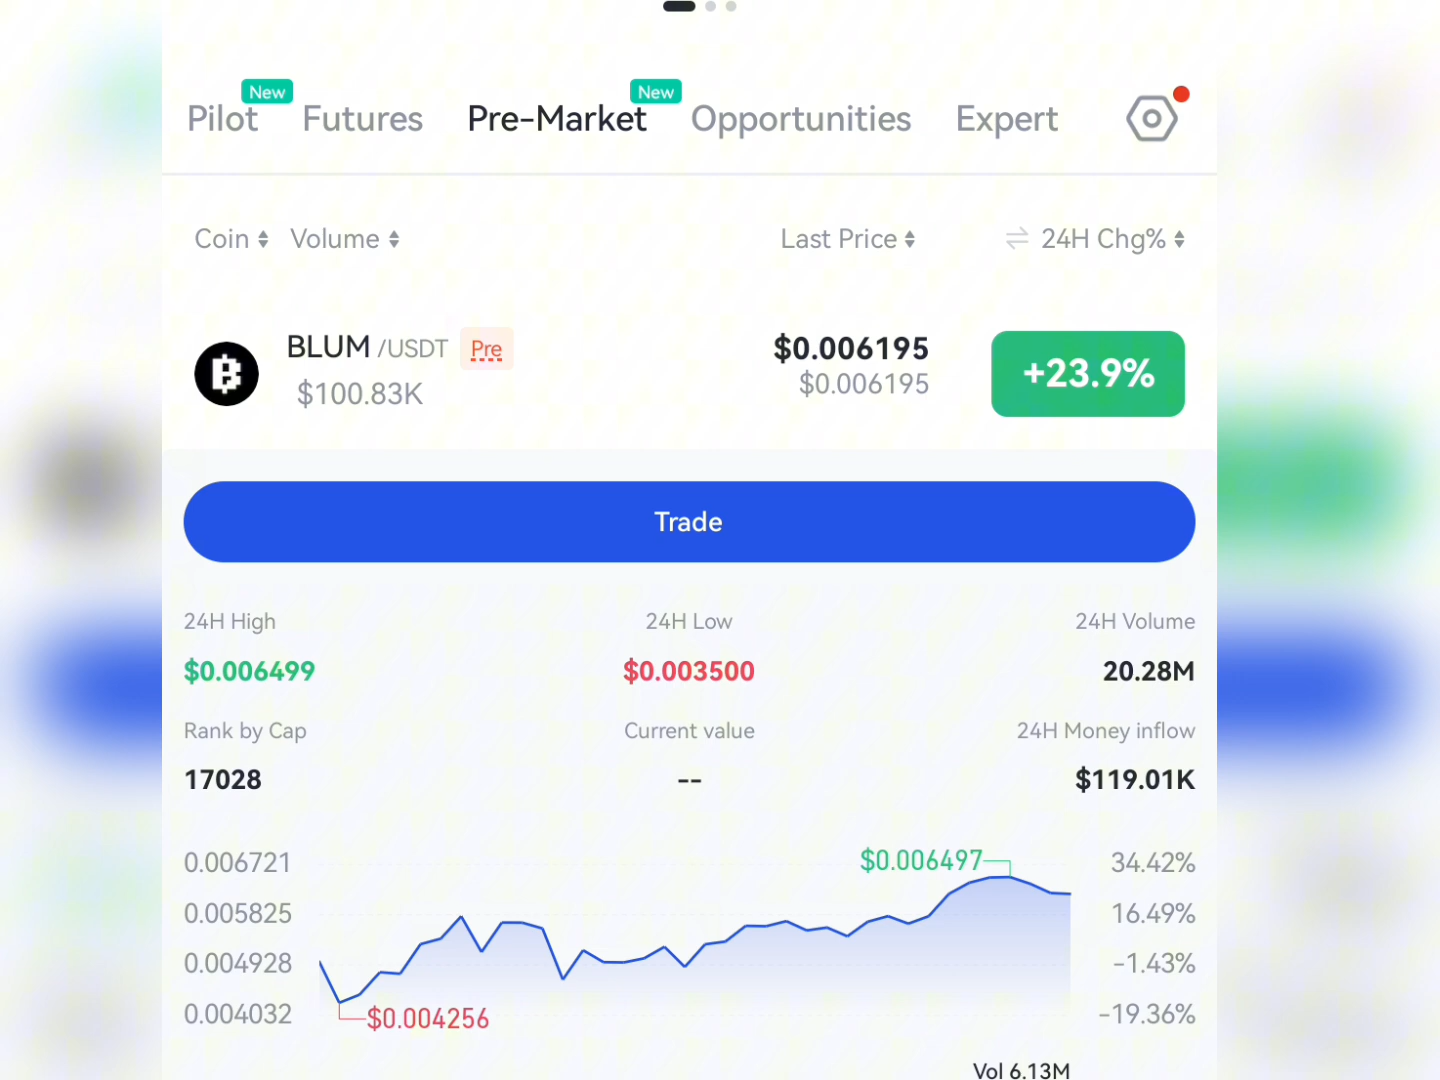 New New
Pilot Futures Pre-Market Opportunities Expert
Coin Volume Last Price 24H Chg%
BLUM /USDT Pre $0.006195 +23.9%
$100.83K $0.006195
Trade
24H High 24H Low 24H Volume
$0.006499 $0.003500 20.28M
Rank by Cap Current value 24H Money inflow
17028 -- $119.01K
0.006721 $0.006497 34.42%
0.005825 16.49%
0.004928 -1.43%
0.004032 $0.004256 -19.36%
Vol 6.13M